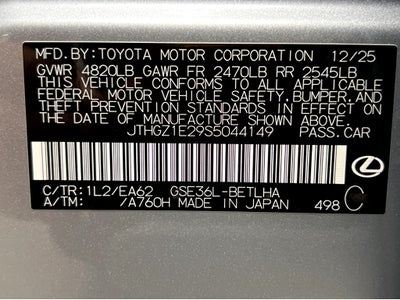 MFD.BY:TOYOTA MOTOR CORPORATION 12/25
GVWR 4820LB GAWR FR 2470LB RR 2545LB
THIS VEHICLE CONFORMS TO ALL APPLICABLE
FEDERAL MOTOR VEHICLE SAFETY, BUMPER, AND
THEFT PREVENTION STANDARDS IN EFFECT ON
THE DATE OF MANUFACTURE SHOWN ABOVE.
JTHGZ1E29S5044149 PASS.CAR
C/TR:1L2/EA62 GSE36L-BETLHA
A/TM: /A760H MADE IN JAPAN 498 C